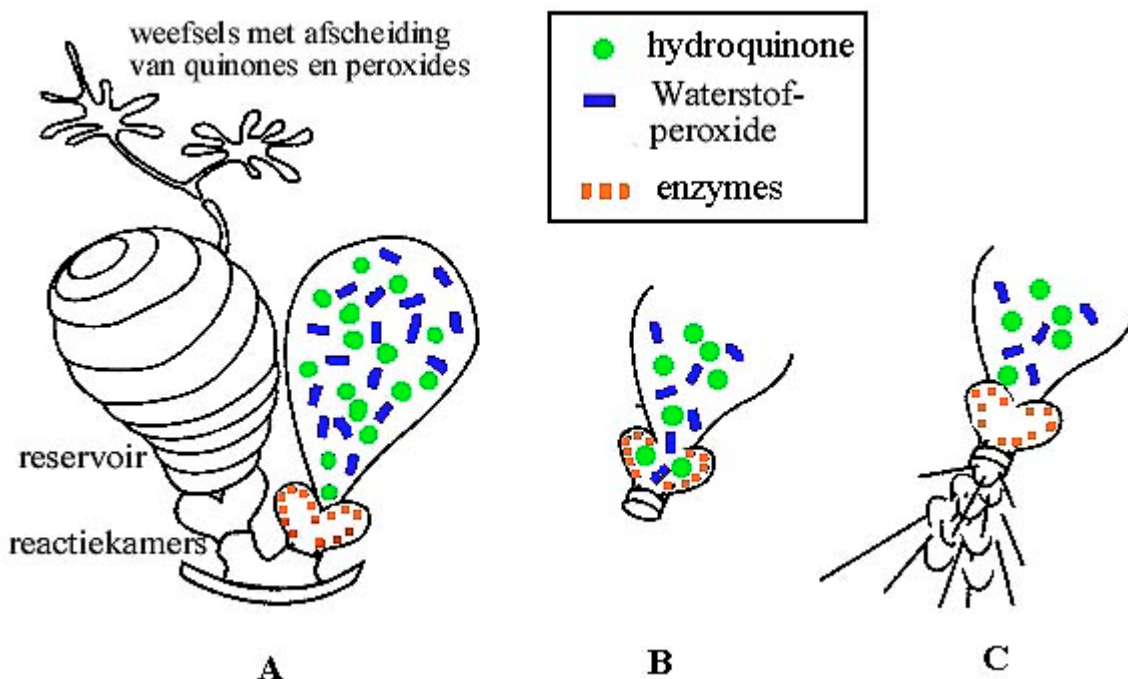 weefsels met afscheiding
van quinones en peroxides
hydroquinone
Waterstof-
peroxide
enzymes
reservoir
reactiekamers
A
B
C